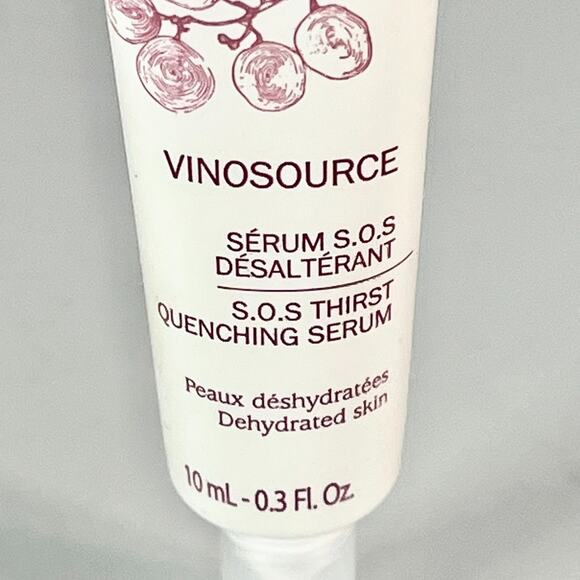 VINOSOURCE
SÉRUM S.O.S
DÉSALTÉRANT
S.O.S THIRST
QUENCHING SERUM
Peaux déshydratées
Dehydrated skin
10 mL - 0.3 Fl. Oz.